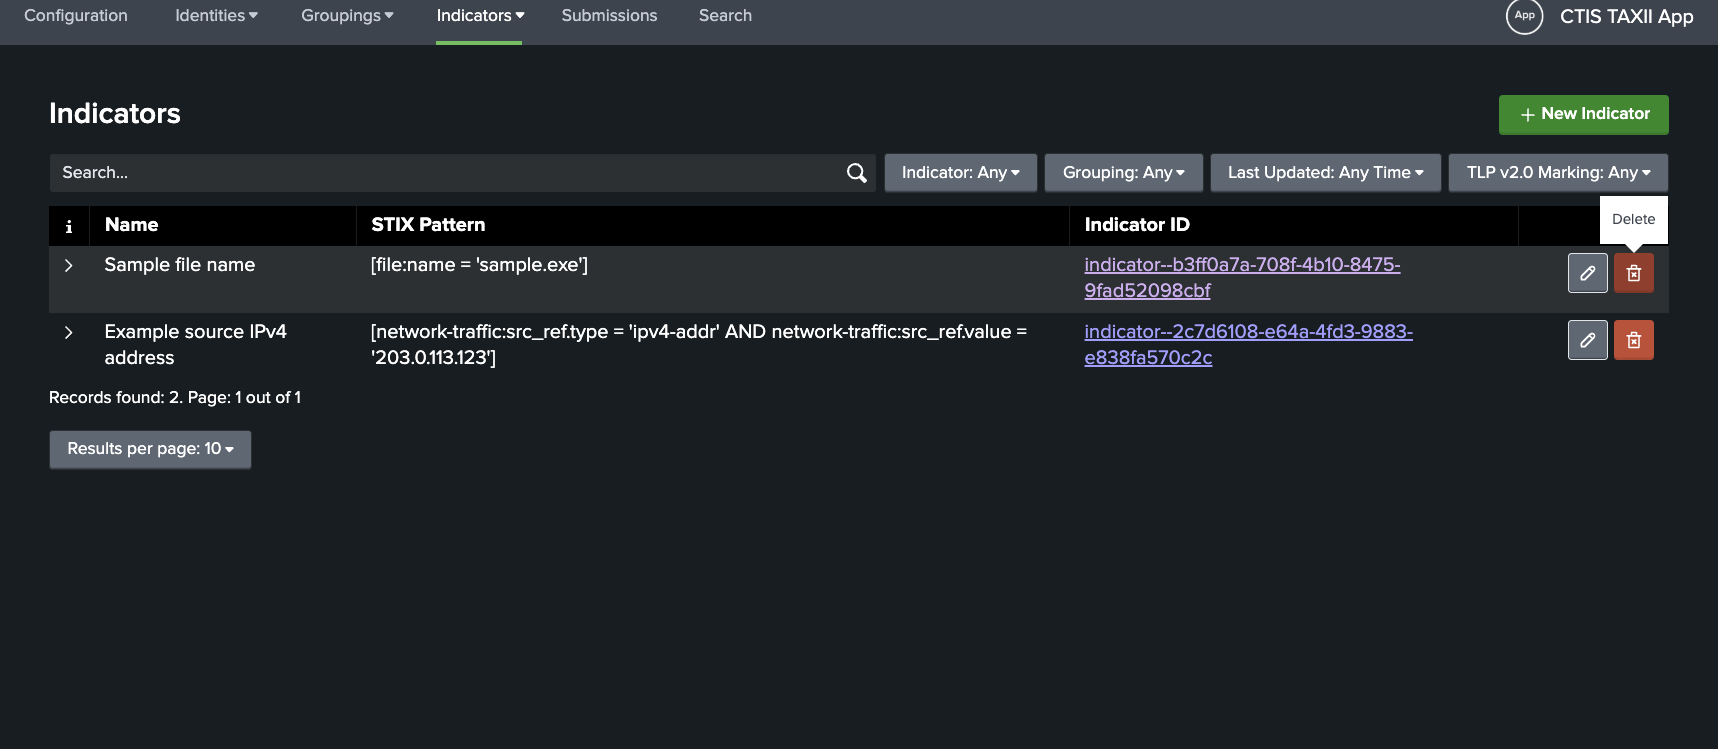 Configuration Identities Groupings Indicators Submissions Search App CTIS TAXII App
Indicators
+ New Indicator
Search... Indicator: Any Grouping: Any Last Updated: Any Time TLP v2.0 Marking: Any
Delete
i Name STIX Pattern Indicator ID
Sample file name [file:name = 'sample.exe'] indicator--b3ff0a7a-708f-4b10-8475-
9fad52098cbf
Example source IPv4 [network-traffic:src_ref.type = 'ipv4-addr' AND network-traffic:src_ref.value = indicator--2c7d6108-e64a-4fd3-9883-
address '203.0.113.123'] e838fa570c2c
Records found: 2. Page: 1 out of 1
Results per page: 10